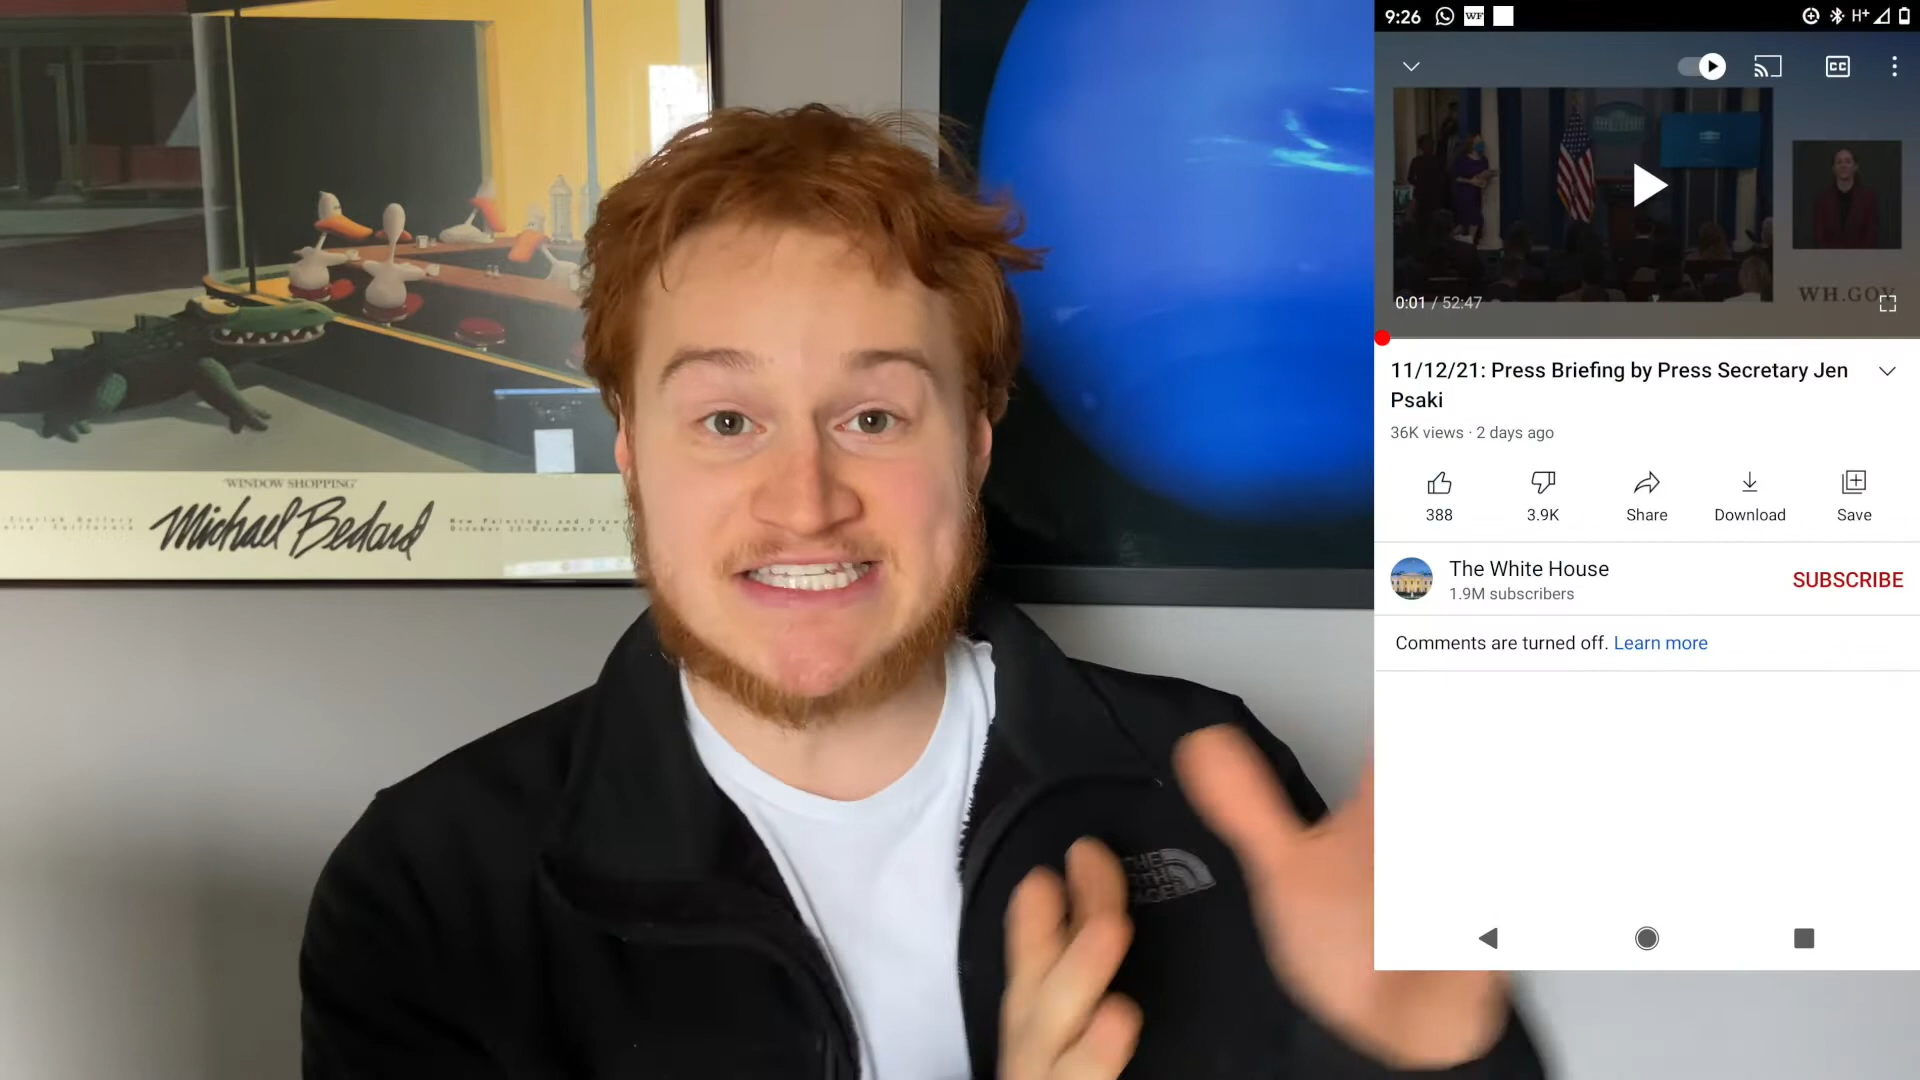 "WINDOW SHOPPING"
Michael Bedard
9:26
WF
H+
CC
WH.GOV
0:01 / 52:47
11/12/21: Press Briefing by Press Secretary Jen
Psaki
36K views · 2 days ago
388
3.9K
Share
Download
Save
The White House
1.9M subscribers
SUBSCRIBE
Comments are turned off. Learn more